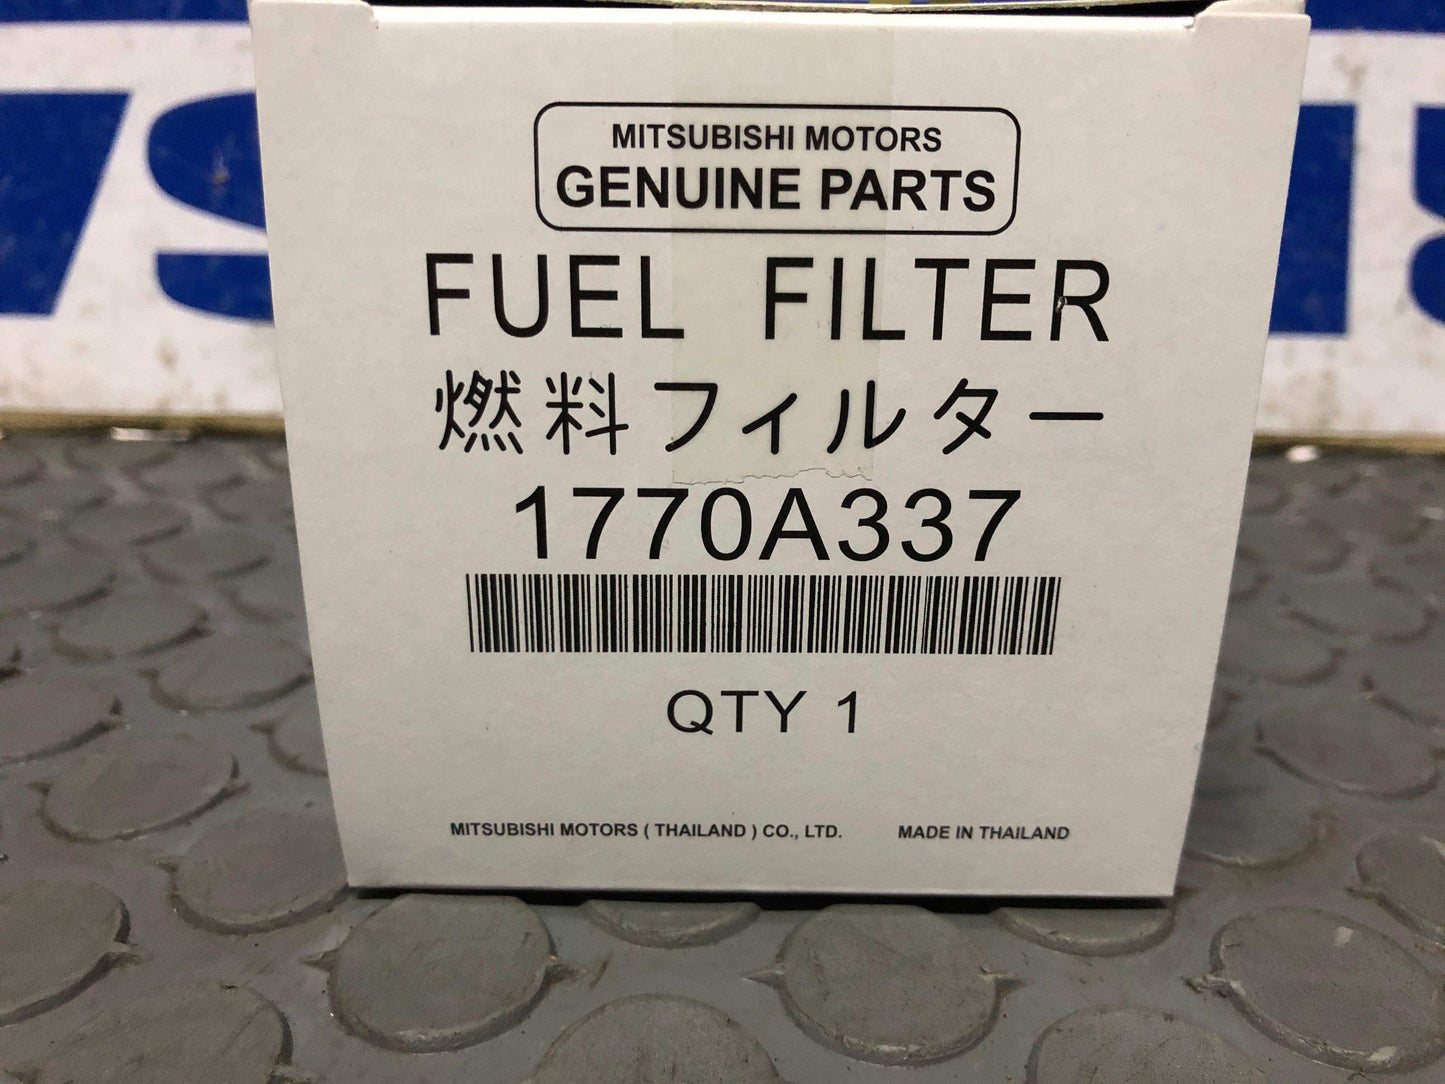 MITSUBISHI MOTORS
GENUINE PARTS
FUEL FILTER
燃料フィルター
1770A337
QTY 1
MITSUBISHI MOTORS ( THAILAND ) CO., LTD. MADE IN THAILAND